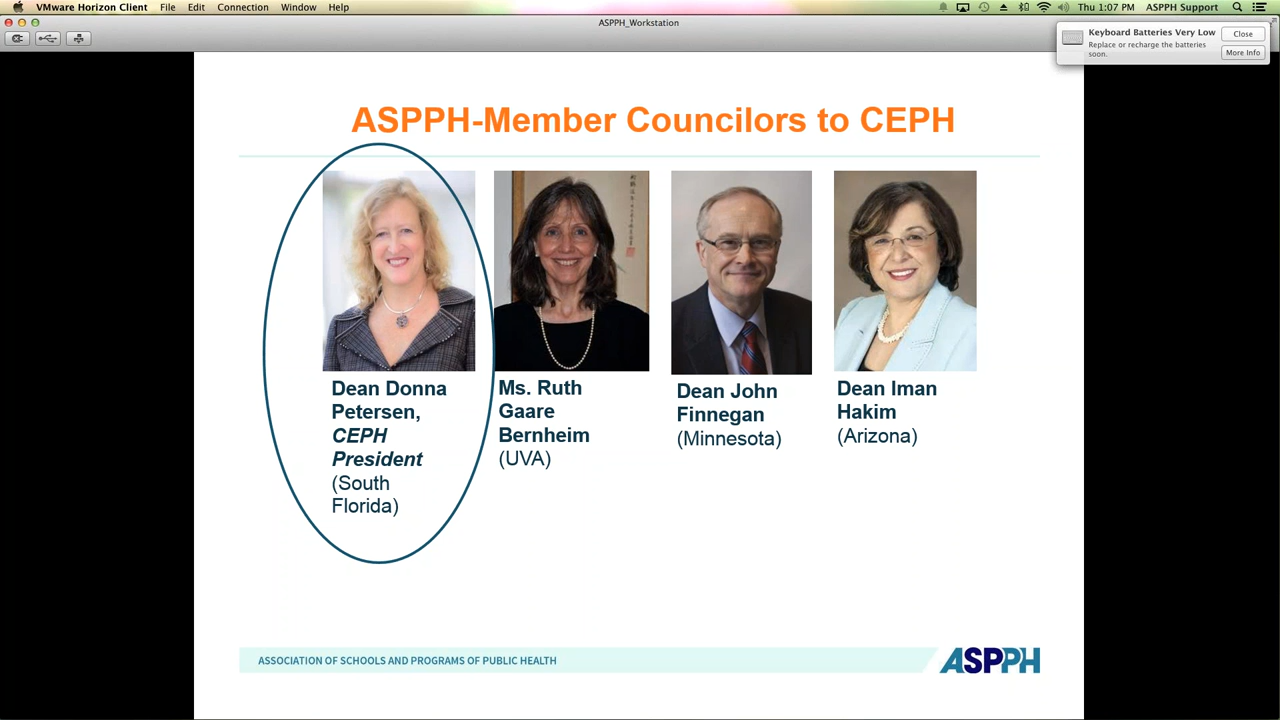 VMware Horizon Client File Edit Connection Window Help Thu 1:07 PM ASPPH Support
ASPPH_Workstation
Keyboard Batteries Very Low
Replace or recharge the batteries
soon.
Close
More Info
ASPPH-Member Councilors to CEPH
Dean Donna
Petersen,
CEPH
President
(South
Florida)
Ms. Ruth
Gaare
Bernheim
(UVA)
Dean John
Finnegan
(Minnesota)
Dean Iman
Hakim
(Arizona)
ASSOCIATION OF SCHOOLS AND PROGRAMS OF PUBLIC HEALTH
ASPPH